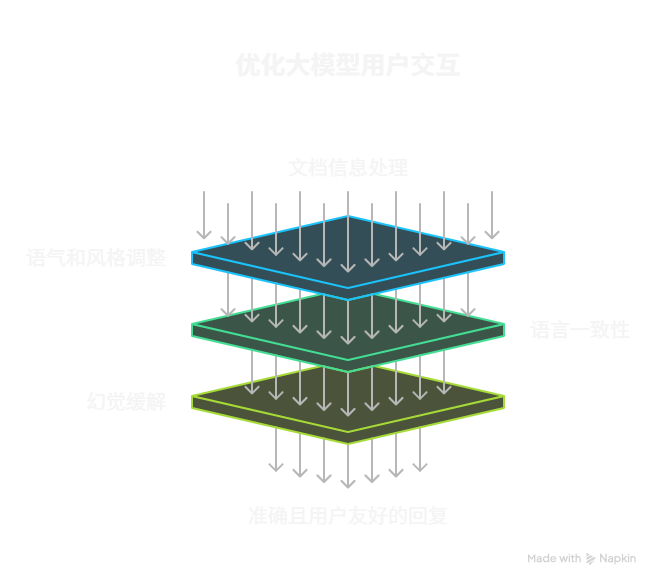 优化大模型用户交互
文档信息处理
语气和风格调整
语言一致性
幻觉缓解
准确且用户友好的回复
Made with Napkin